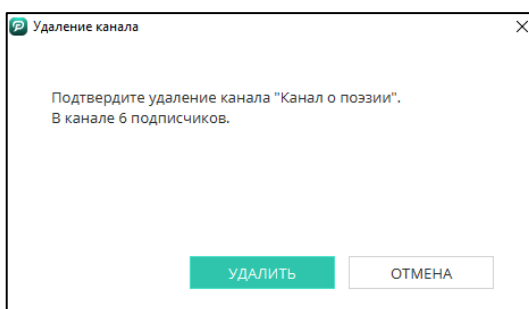 Удаление канала
Подтвердите удаление канала "Канал о поэзии".
В канале 6 подписчиков.
УДАЛИТЬ
ОТМЕНА